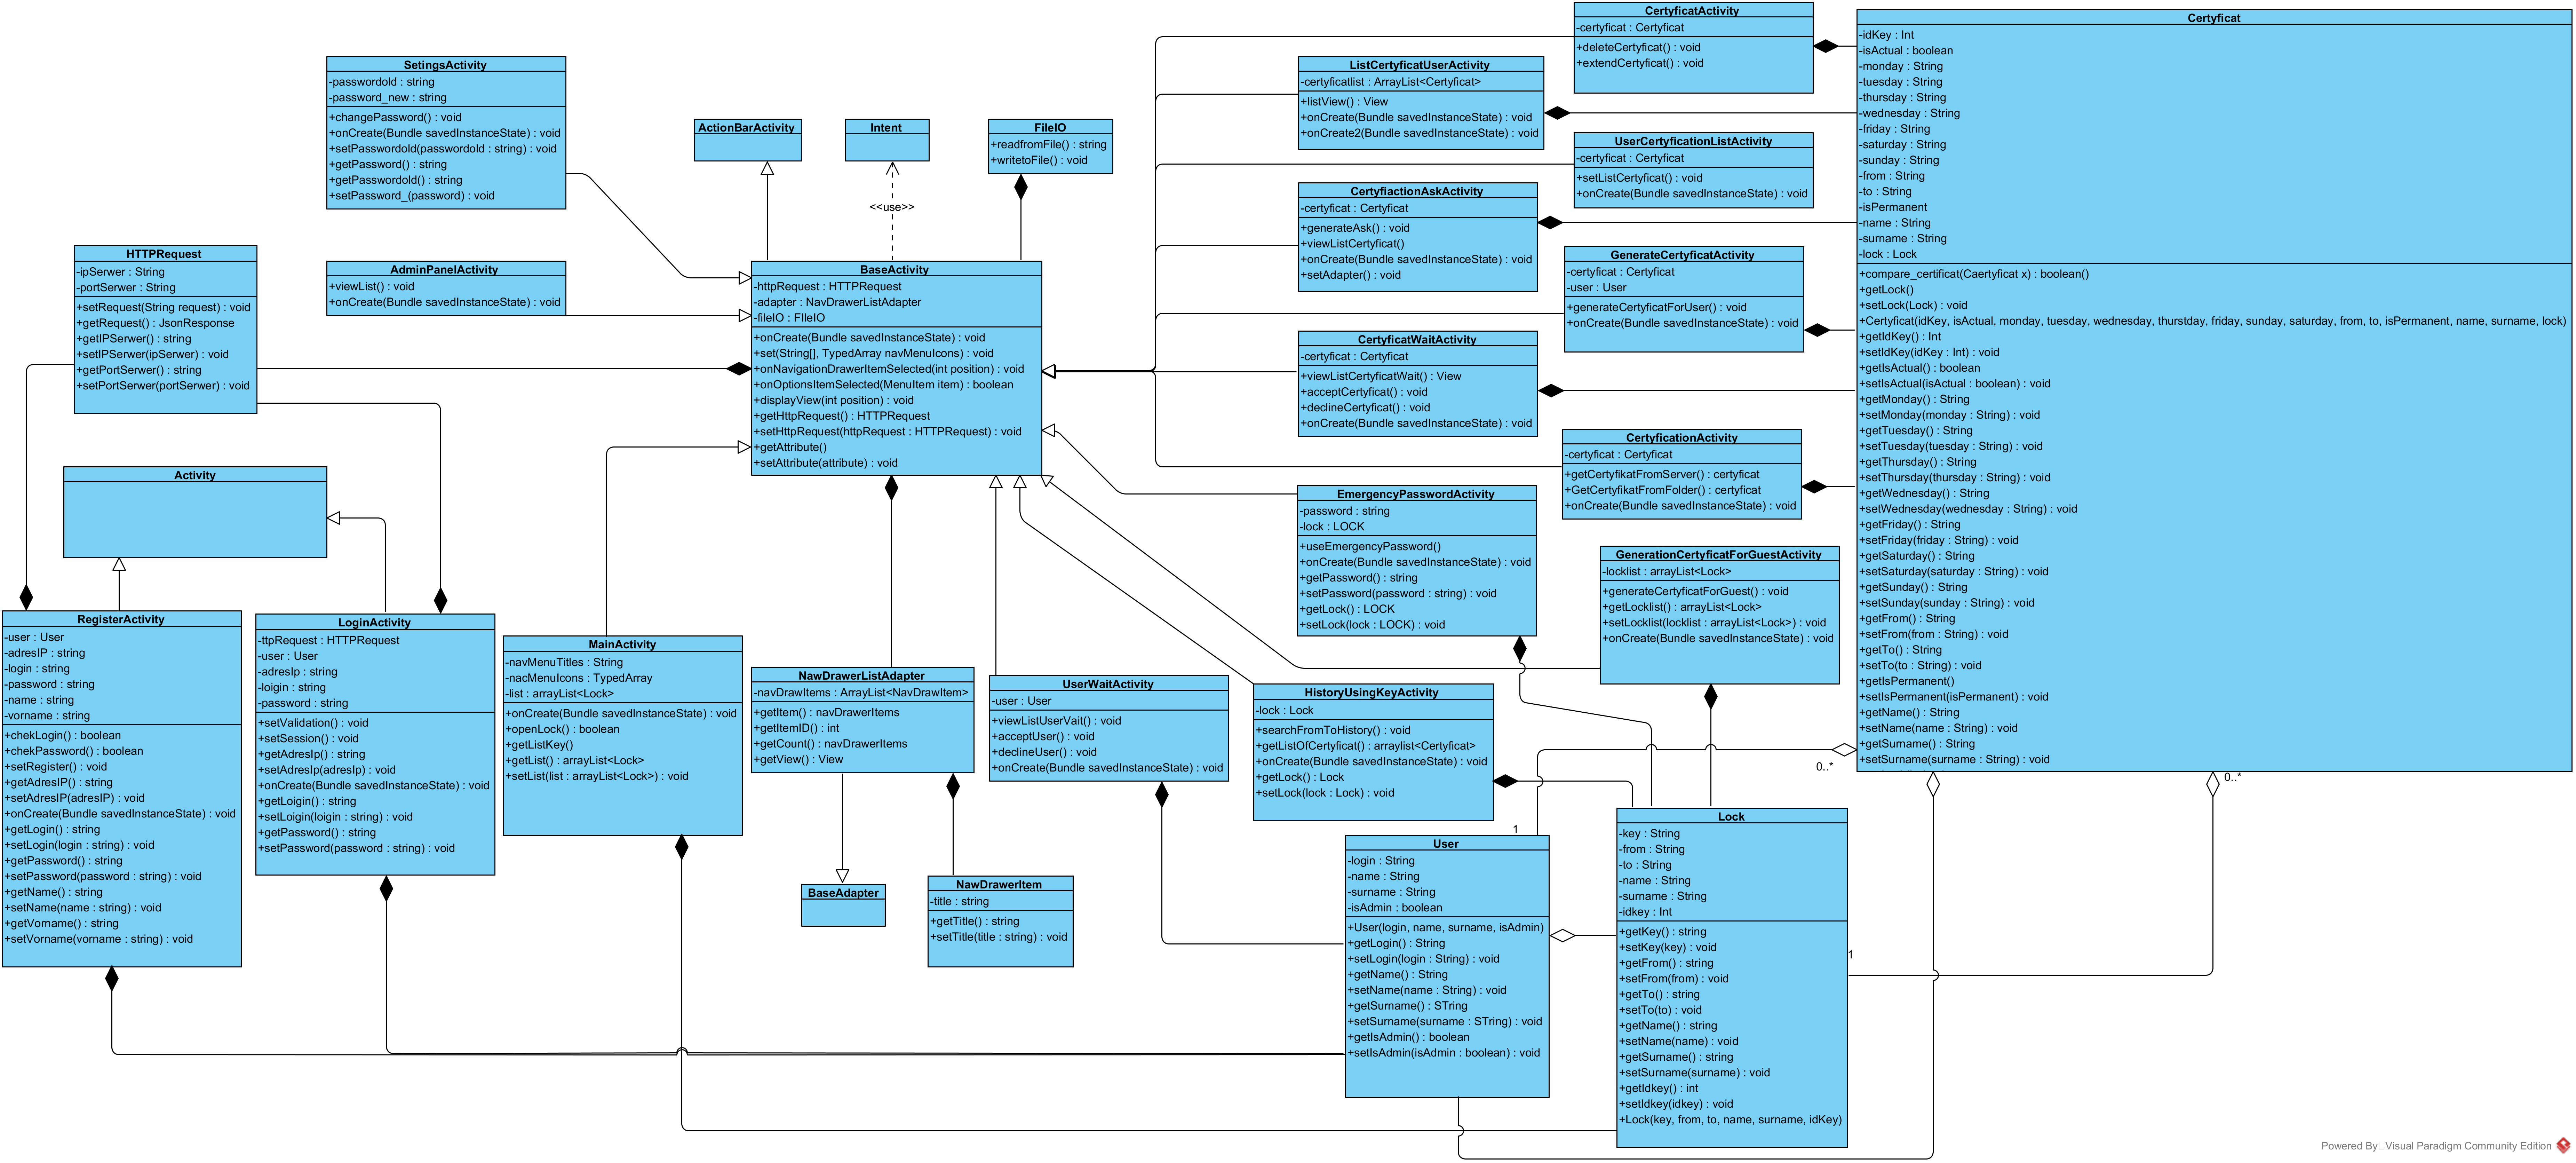 SetingsActivity
-passwordold : string
-password_new : string
+changePassword() : void
+onCreate(Bundle savedInstanceState) : void
+setPasswordold(passwordold : string) : void
+getPassword() : string
+getPasswordold() : string
+setPassword_(password) : void
ActionBarActivity
Intent
FileIO
+readfromFile() : string
+writetoFile() : void
<<use>>
HTTPRequest
-ipSerwer : String
-portSerwer : String
+setRequest(String request) : void
+getRequest() : JsonResponse
+getIPSerwer() : string
+setIPSerwer(ipSerwer) : void
+getPortSerwer() : string
+setPortSerwer(portSerwer) : void
AdminPanelActivity
+viewList() : void
+onCreate(Bundle savedInstanceState) : void
BaseActivity
-httpRequest : HTTPRequest
-adapter : NavDrawerListAdapter
-fileIO : FIleIO
+onCreate(Bundle savedInstanceState) : void
+set(String[], TypedArray navMenuIcons) : void
+onNavigationDrawerItemSelected(int position) : void
+onOptionsItemSelected(MenuItem item) : boolean
+displayView(int position) : void
+getHttpRequest() : HTTPRequest
+setHttpRequest(httpRequest : HTTPRequest) : void
+getAttribute()
+setAttribute(attribute) : void
CertyficatActivity
-certyficat : Certyficat
+deleteCertyficat() : void
+extendCertyficat() : void
ListCertyficatUserActivity
-certyficatlist : ArrayList<Certyficat>
+listView() : View
+onCreate(Bundle savedInstanceState) : void
+onCreate2(Bundle savedInstanceState) : void
UserCertyficationListActivity
-certyficat : Certyficat
+setListCertyficat() : void
+onCreate(Bundle savedInstanceState) : void
CertyfiactionAskActivity
-certyficat : Certyficat
+generateAsk() : void
+viewListCertyficat()
+onCreate(Bundle savedInstanceState) : void
+setAdapter() : void
GenerateCertyficatActivity
-certyficat : Certyficat
-user : User
+generateCertyficatForUser() : void
+onCreate(Bundle savedInstanceState) : void
CertyficatWaitActivity
-certyficat : Certyficat
+viewListCertyficatWait() : View
+acceptCertyficat() : void
+declineCertyficat() : void
+onCreate(Bundle savedInstanceState) : void
CertyficationActivity
-certyficat : Certyficat
+getCertyfikatFromServer() : certyficat
+GetCertyfikatFromFolder() : certyficat
+onCreate(Bundle savedInstanceState) : void
EmergencyPasswordActivity
-password : string
-lock : LOCK
+useEmergencyPassword()
+onCreate(Bundle savedInstanceState) : void
+getPassword() : string
+setPassword(password : string) : void
+getLock() : LOCK
+setLock(lock : LOCK) : void
GenerationCertyficatForGuestActivity
-locklist : arrayList<Lock>
+generateCertyficatForGuest() : void
+getLocklist() : arrayList<Lock>
+setLocklist(locklist : arrayList<Lock>) : void
+onCreate(Bundle savedInstanceState) : void
Certyficat
-idKey : Int
-isActual : boolean
-monday : String
-tuesday : String
-thursday : String
-wednesday : String
-friday : String
-saturday : String
-sunday : String
-from : String
-to : String
-isPermanent
-name : String
-surname : String
-lock : Lock
+compare_certificat(Caertyficat x) : boolean()
+getLock()
+setLock(Lock) : void
+Certyficat(idKey, isActual, monday, tuesday, wednesday, thurstday, friday, sunday, saturday, from, to, isPermanent, name, surname, lock)
+getIdKey() : Int
+setIdKey(idKey : Int) : void
+getIsActual() : boolean
+setIsActual(isActual : boolean) : void
+getMonday() : String
+setMonday(monday : String) : void
+getTuesday() : String
+setTuesday(tuesday : String) : void
+getThursday() : String
+setThursday(thursday : String) : void
+getWednesday() : String
+setWednesday(wednesday : String) : void
+getFriday() : String
+setFriday(friday : String) : void
+getSaturday() : String
+setSaturday(saturday : String) : void
+getSunday() : String
+setSunday(sunday : String) : void
+getFrom() : String
+setFrom(from : String) : void
+getTo() : String
+setTo(to : String) : void
+getIsPermanent()
+setIsPermanent(isPermanent) : void
+getName() : String
+setName(name : String) : void
+getSurname() : String
+setSurname(surname : String) : void
Activity
RegisterActivity
-user : User
-adresIP : string
-login : string
-password : string
-name : string
-vorname : string
+chekLogin() : boolean
+chekPassword() : boolean
+setRegister() : void
+getAdresIP() : string
+setAdresIP(adresIP) : void
+onCreate(Bundle savedInstanceState) : void
+getLogin() : string
+setLogin(login : string) : void
+getPassword() : string
+setPassword(password : string) : void
+getName() : string
+setName(name : string) : void
+getVorname() : string
+setVorname(vorname : string) : void
LoginActivity
-ttpRequest : HTTPRequest
-user : User
-adresIp : string
-loigin : string
-password : string
+setValidation() : void
+setSession() : void
+getAdresIp() : string
+setAdresIp(adresIp) : void
+onCreate(Bundle savedInstanceState) : void
+getLoigin() : string
+setLoigin(loigin : string) : void
+getPassword() : string
+setPassword(password : string) : void
MainActivity
-navMenuTitles : String
-nacMenuIcons : TypedArray
-list : arrayList<Lock>
+onCreate(Bundle savedInstanceState) : void
+openLock() : boolean
+getListKey()
+getList() : arrayList<Lock>
+setList(list : arrayList<Lock>) : void
NawDrawerListAdapter
-navDrawItems : ArrayList<NavDrawItem>
+getItem() : navDrawerItems
+getItemID() : int
+getCount() : navDrawerItems
+getView() : View
UserWaitActivity
-user : User
+viewListUserVait() : void
+acceptUser() : void
+declineUser() : void
+onCreate(Bundle savedInstanceState) : void
HistoryUsingKeyActivity
-lock : Lock
+searchFromToHistory() : void
+getListOfCertyficat() : arraylist<Certyficat>
+onCreate(Bundle savedInstanceState) : void
+getLock() : Lock
+setLock(lock : Lock) : void
BaseAdapter
NawDrawerItem
-title : string
+getTitle() : string
+setTitle(title : string) : void
0..*
0..*
1
1
User
-login : String
-name : String
-surname : String
-isAdmin : boolean
+User(login, name, surname, isAdmin)
+getLogin() : String
+setLogin(login : String) : void
+getName() : String
+setName(name : String) : void
+getSurname() : STring
+setSurname(surname : STring) : void
+getIsAdmin() : boolean
+setIsAdmin(isAdmin : boolean) : void
Lock
-key : String
-from : String
-to : String
-name : String
-surname : String
-idkey : Int
+getKey() : string
+setKey(key) : void
+getFrom() : string
+setFrom(from) : void
+getTo() : string
+setTo(to) : void
+getName() : string
+setName(name) : void
+getSurname() : string
+setSurname(surname) : void
+getIdkey() : int
+setIdkey(idkey) : void
+Lock(key, from, to, name, surname, idKey)
Powered By Visual Paradigm Community Edition